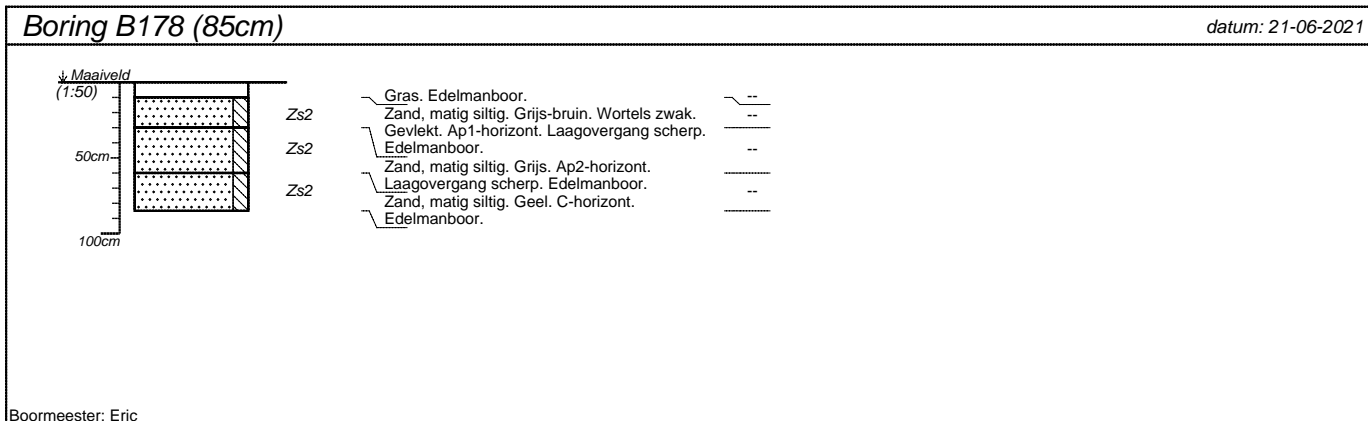 Boring B178 (85cm)
datum: 21-06-2021
Maaiveld
(1:50)
50cm
100cm
Zs2
Zs2
Zs2
Gras. Edelmanboor.
Zand, matig siltig. Grijs-bruin. Wortels zwak.
Gevlekt. Ap1-horizont. Laagovergang scherp.
Edelmanboor.
Zand, matig siltig. Grijs. Ap2-horizont.
Laagovergang scherp. Edelmanboor.
Zand, matig siltig. Geel. C-horizont.
Edelmanboor.
--
--
--
--
Boormeester: Eric